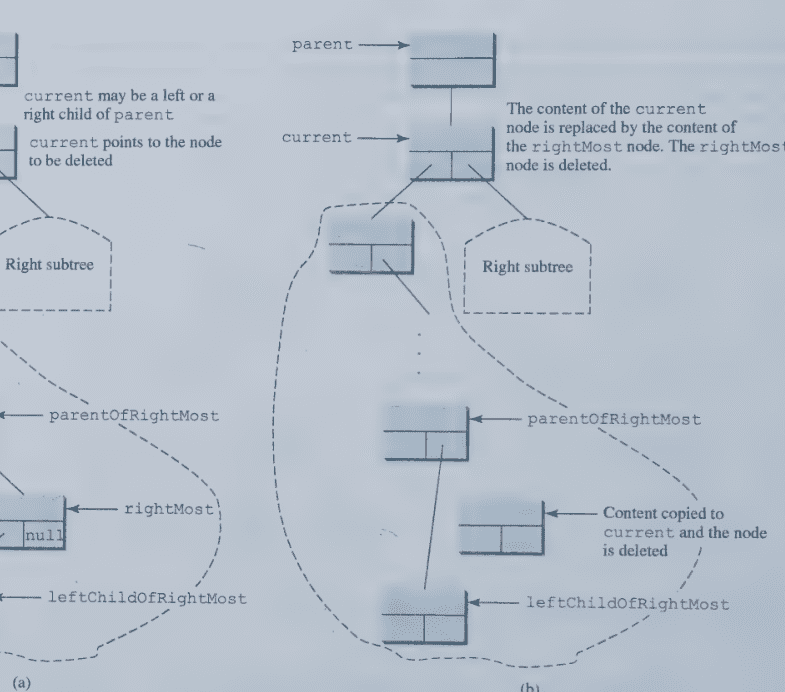 current may be a left or a
right child of parent
current points to the node
to be deleted
Right subtree
parentOfRightMost
rightMost
null
leftChildOfRightMost
(a)
parent
current
The content of the current
node is replaced by the content of
the rightMost node. The rightMost
node is deleted.
Right subtree
parentOfRightMost
Content copied to
current and the node
is deleted
leftChildOfRightMost
(b)